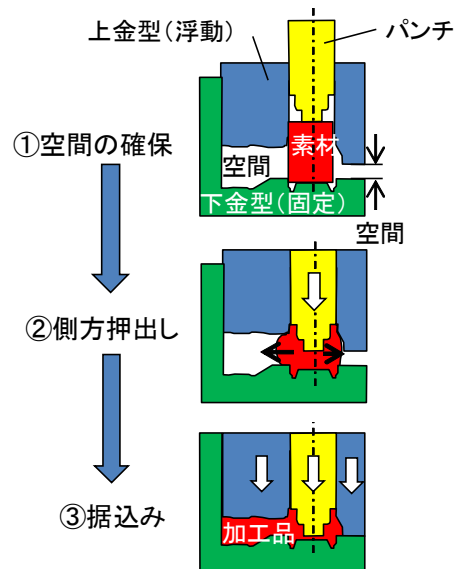 上金型(浮動)
パンチ
①空間の確保
素材
空間
下金型(固定)
空間
②側方押出し
③据込み
加工品